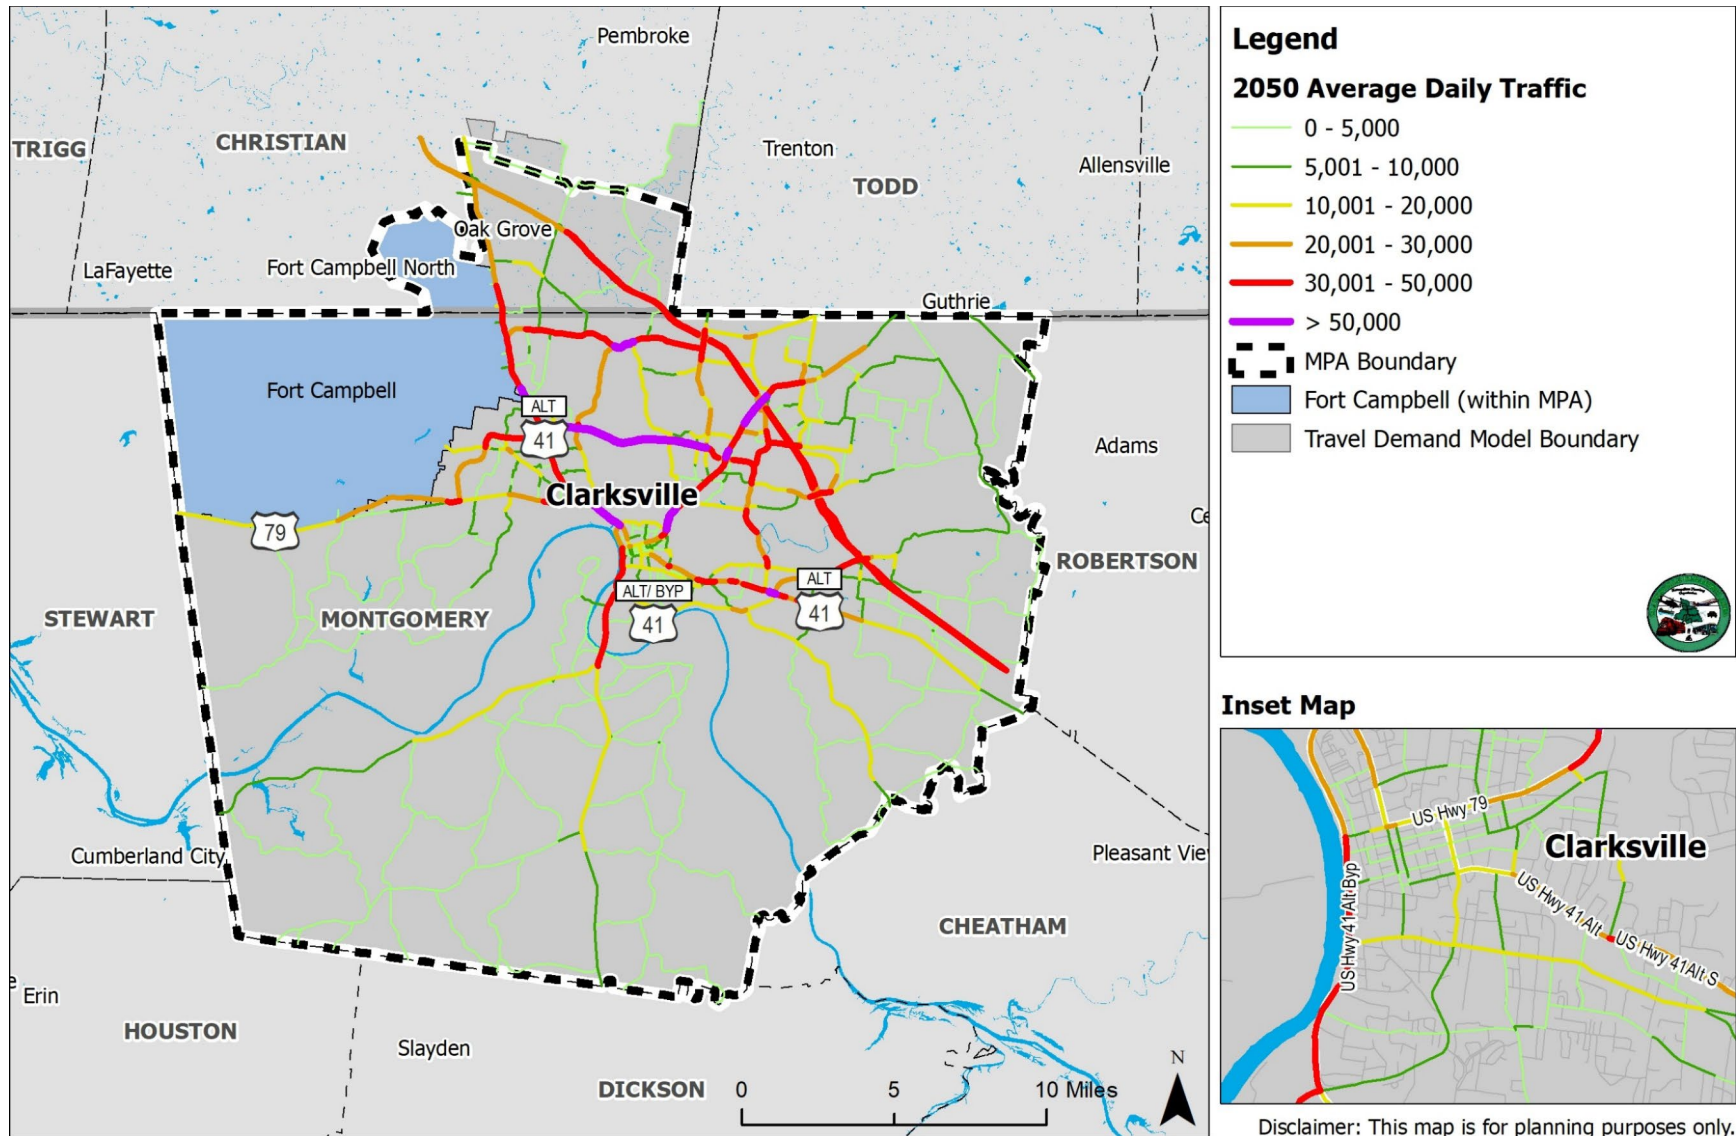 Pembroke
TRIGG
CHRISTIAN
Trenton
Allensville
TODD
Oak Grove
LaFayette
Fort Campbell North
Guthrie
Fort Campbell
ALT
41
Adams
Clarksville
Ce
79
ROBERTSON
ALT
ALT/ BYP
41
41
STEWART
MONTGOMERY
Cumberland City
Pleasant View
CHEATHAM
e
Erin
HOUSTON
Slayden
DICKSON
0 5 10 Miles
N
Legend
2050 Average Daily Traffic
0 - 5,000
5,001 - 10,000
10,001 - 20,000
20,001 - 30,000
30,001 - 50,000
> 50,000
MPA Boundary
Fort Campbell (within MPA)
Travel Demand Model Boundary
Inset Map
US Hwy 79
Clarksville
US Hwy 41 Alt Byp
US Hwy 41 Alt
US Hwy 41Alt S
Disclaimer: This map is for planning purposes only.